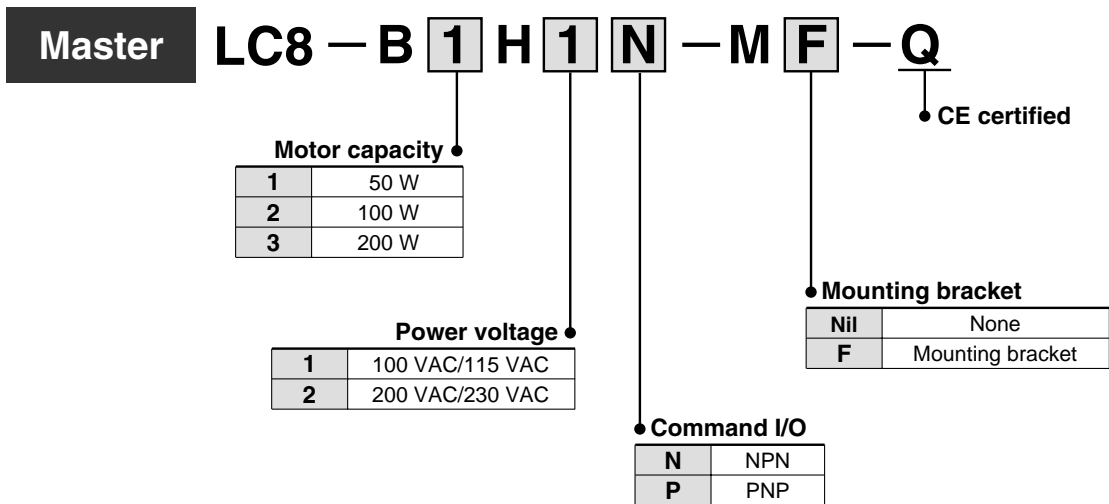 Master LC8 — B 1 H 1 N — M F — Q
CE certified
Motor capacity
1 50 W
2 100 W
3 200 W
Mounting bracket
Nil None
F Mounting bracket
Power voltage
1 100 VAC/115 VAC
2 200 VAC/230 VAC
Command I/O
N NPN
P PNP